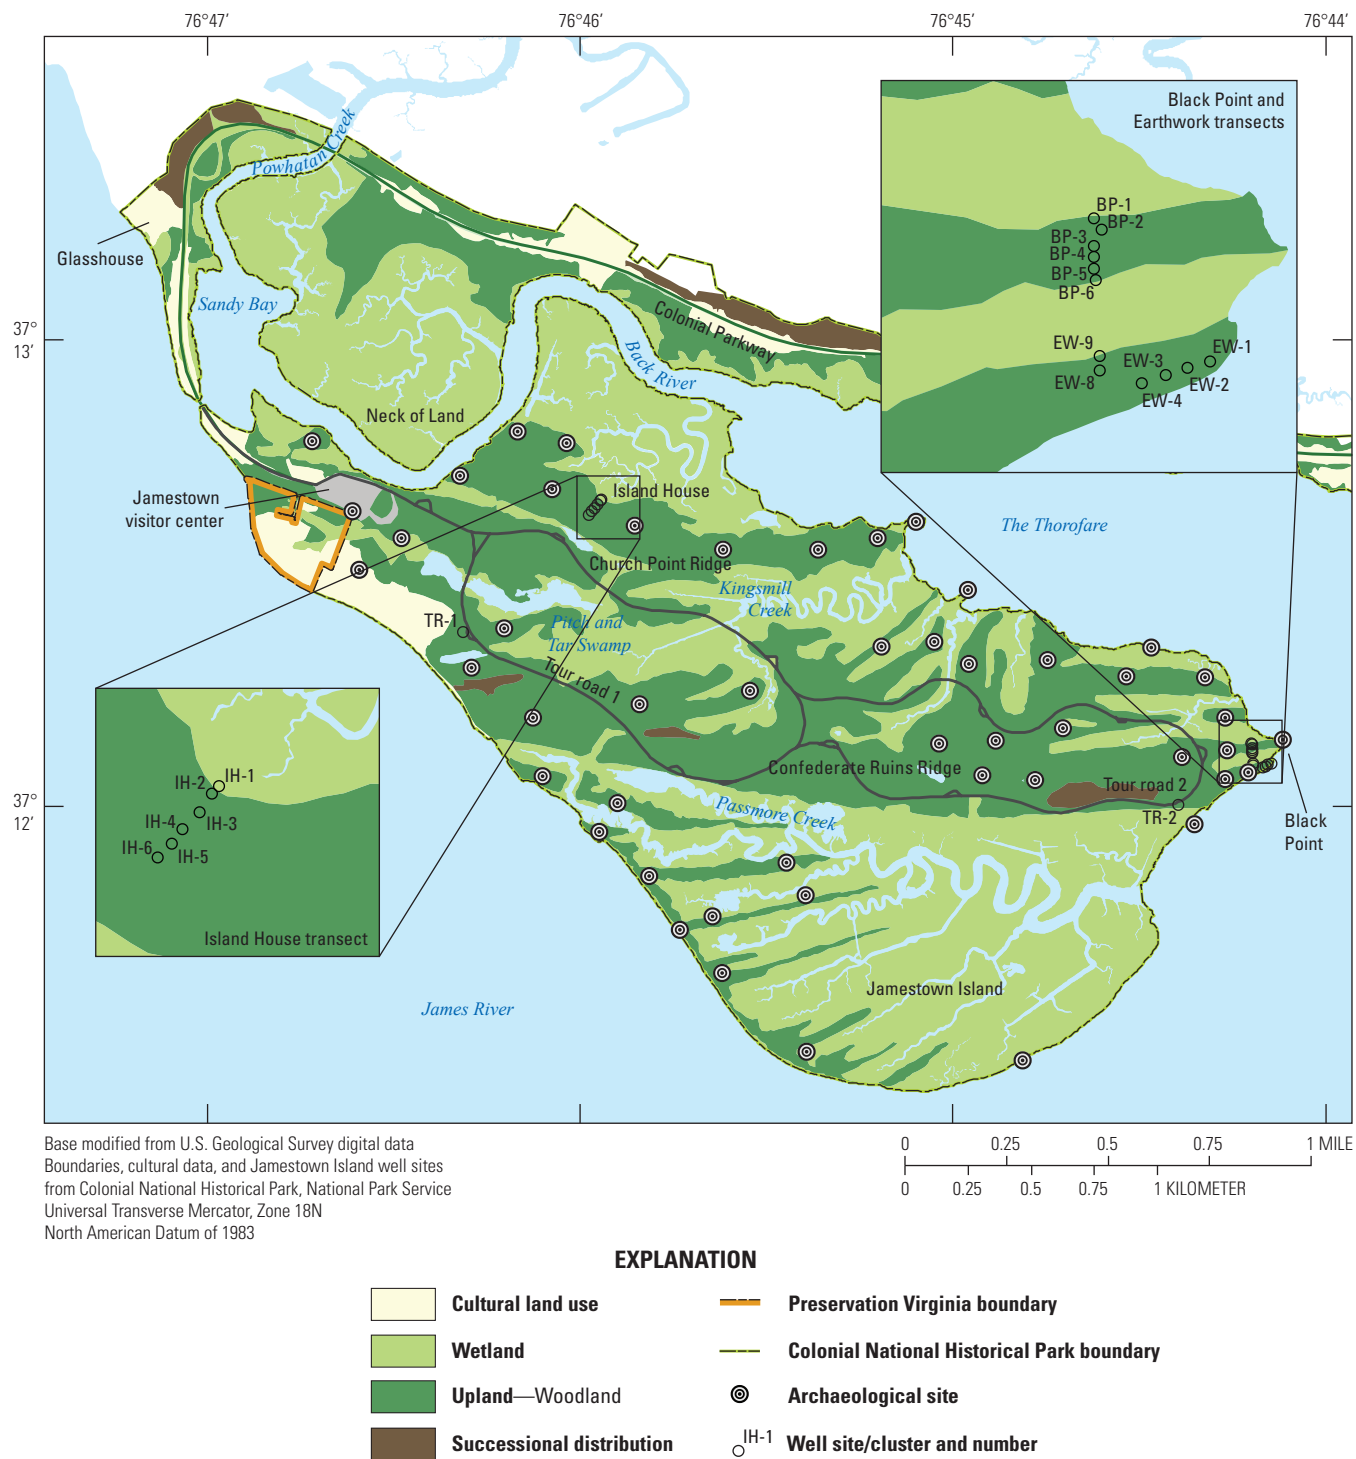 76°47′
76°46′
76°45′
76°44′
Black Point and
Earthwork transects
Powhatan Creek
BP-1
BP-2
BP-3
BP-4
BP-5
BP-6
Glasshouse
Sandy Bay
37°
13′
Colonial Parkway
Back River
EW-9
EW-8
EW-3
EW-1
EW-2
EW-4
Neck of Land
Jamestown
visitor center
Island House
The Thorofare
Church Point Ridge
Kingsmill
Creek
TR-1
Pitch and
Tar Swamp
Tour road 1
Confederate Ruins Ridge
Tour road 2
TR-2
Black
Point
Passmore Creek
37°
12′
IH-1
IH-2
IH-3
IH-4
IH-5
IH-6
Island House transect
Jamestown Island
James River
Base modified from U.S. Geological Survey digital data
Boundaries, cultural data, and Jamestown Island well sites
from Colonial National Historical Park, National Park Service
Universal Transverse Mercator, Zone 18N
North American Datum of 1983
0 0.25 0.5 0.75 1 MILE
0 0.25 0.5 0.75 1 KILOMETER
EXPLANATION
Cultural land use
Wetland
Upland—Woodland
Successional distribution
Preservation Virginia boundary
Colonial National Historical Park boundary
Archaeological site
IH-1 Well site/cluster and number